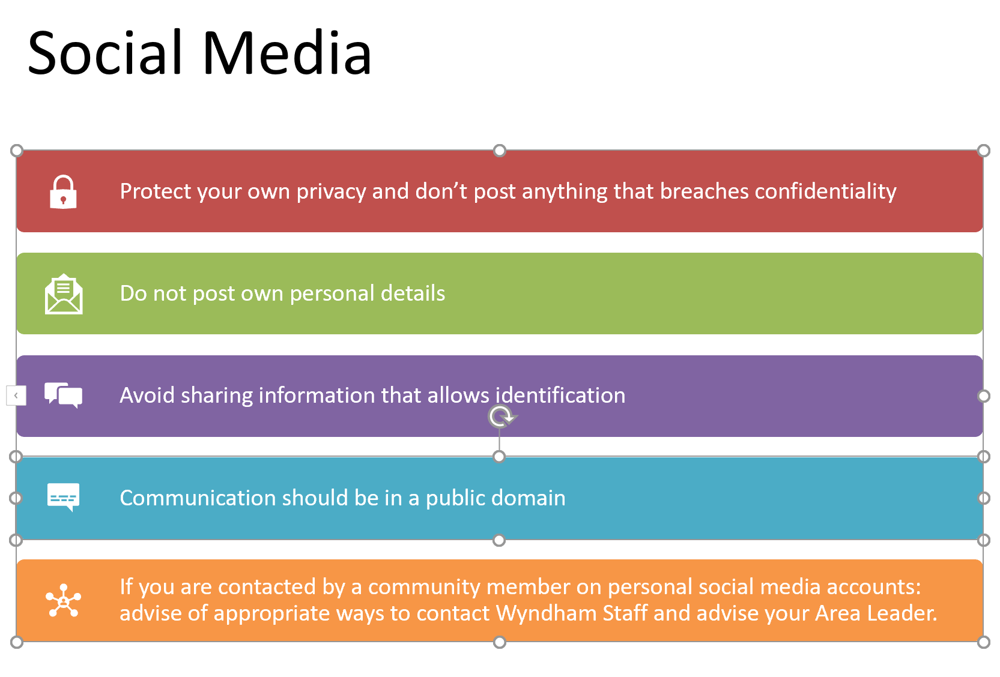 Social Media
Protect your own privacy and don’t post anything that breaches confidentiality
Do not post own personal details
Avoid sharing information that allows identification
Communication should be in a public domain
If you are contacted by a community member on personal social media accounts:
advise of appropriate ways to contact Wyndham Staff and advise your Area Leader.